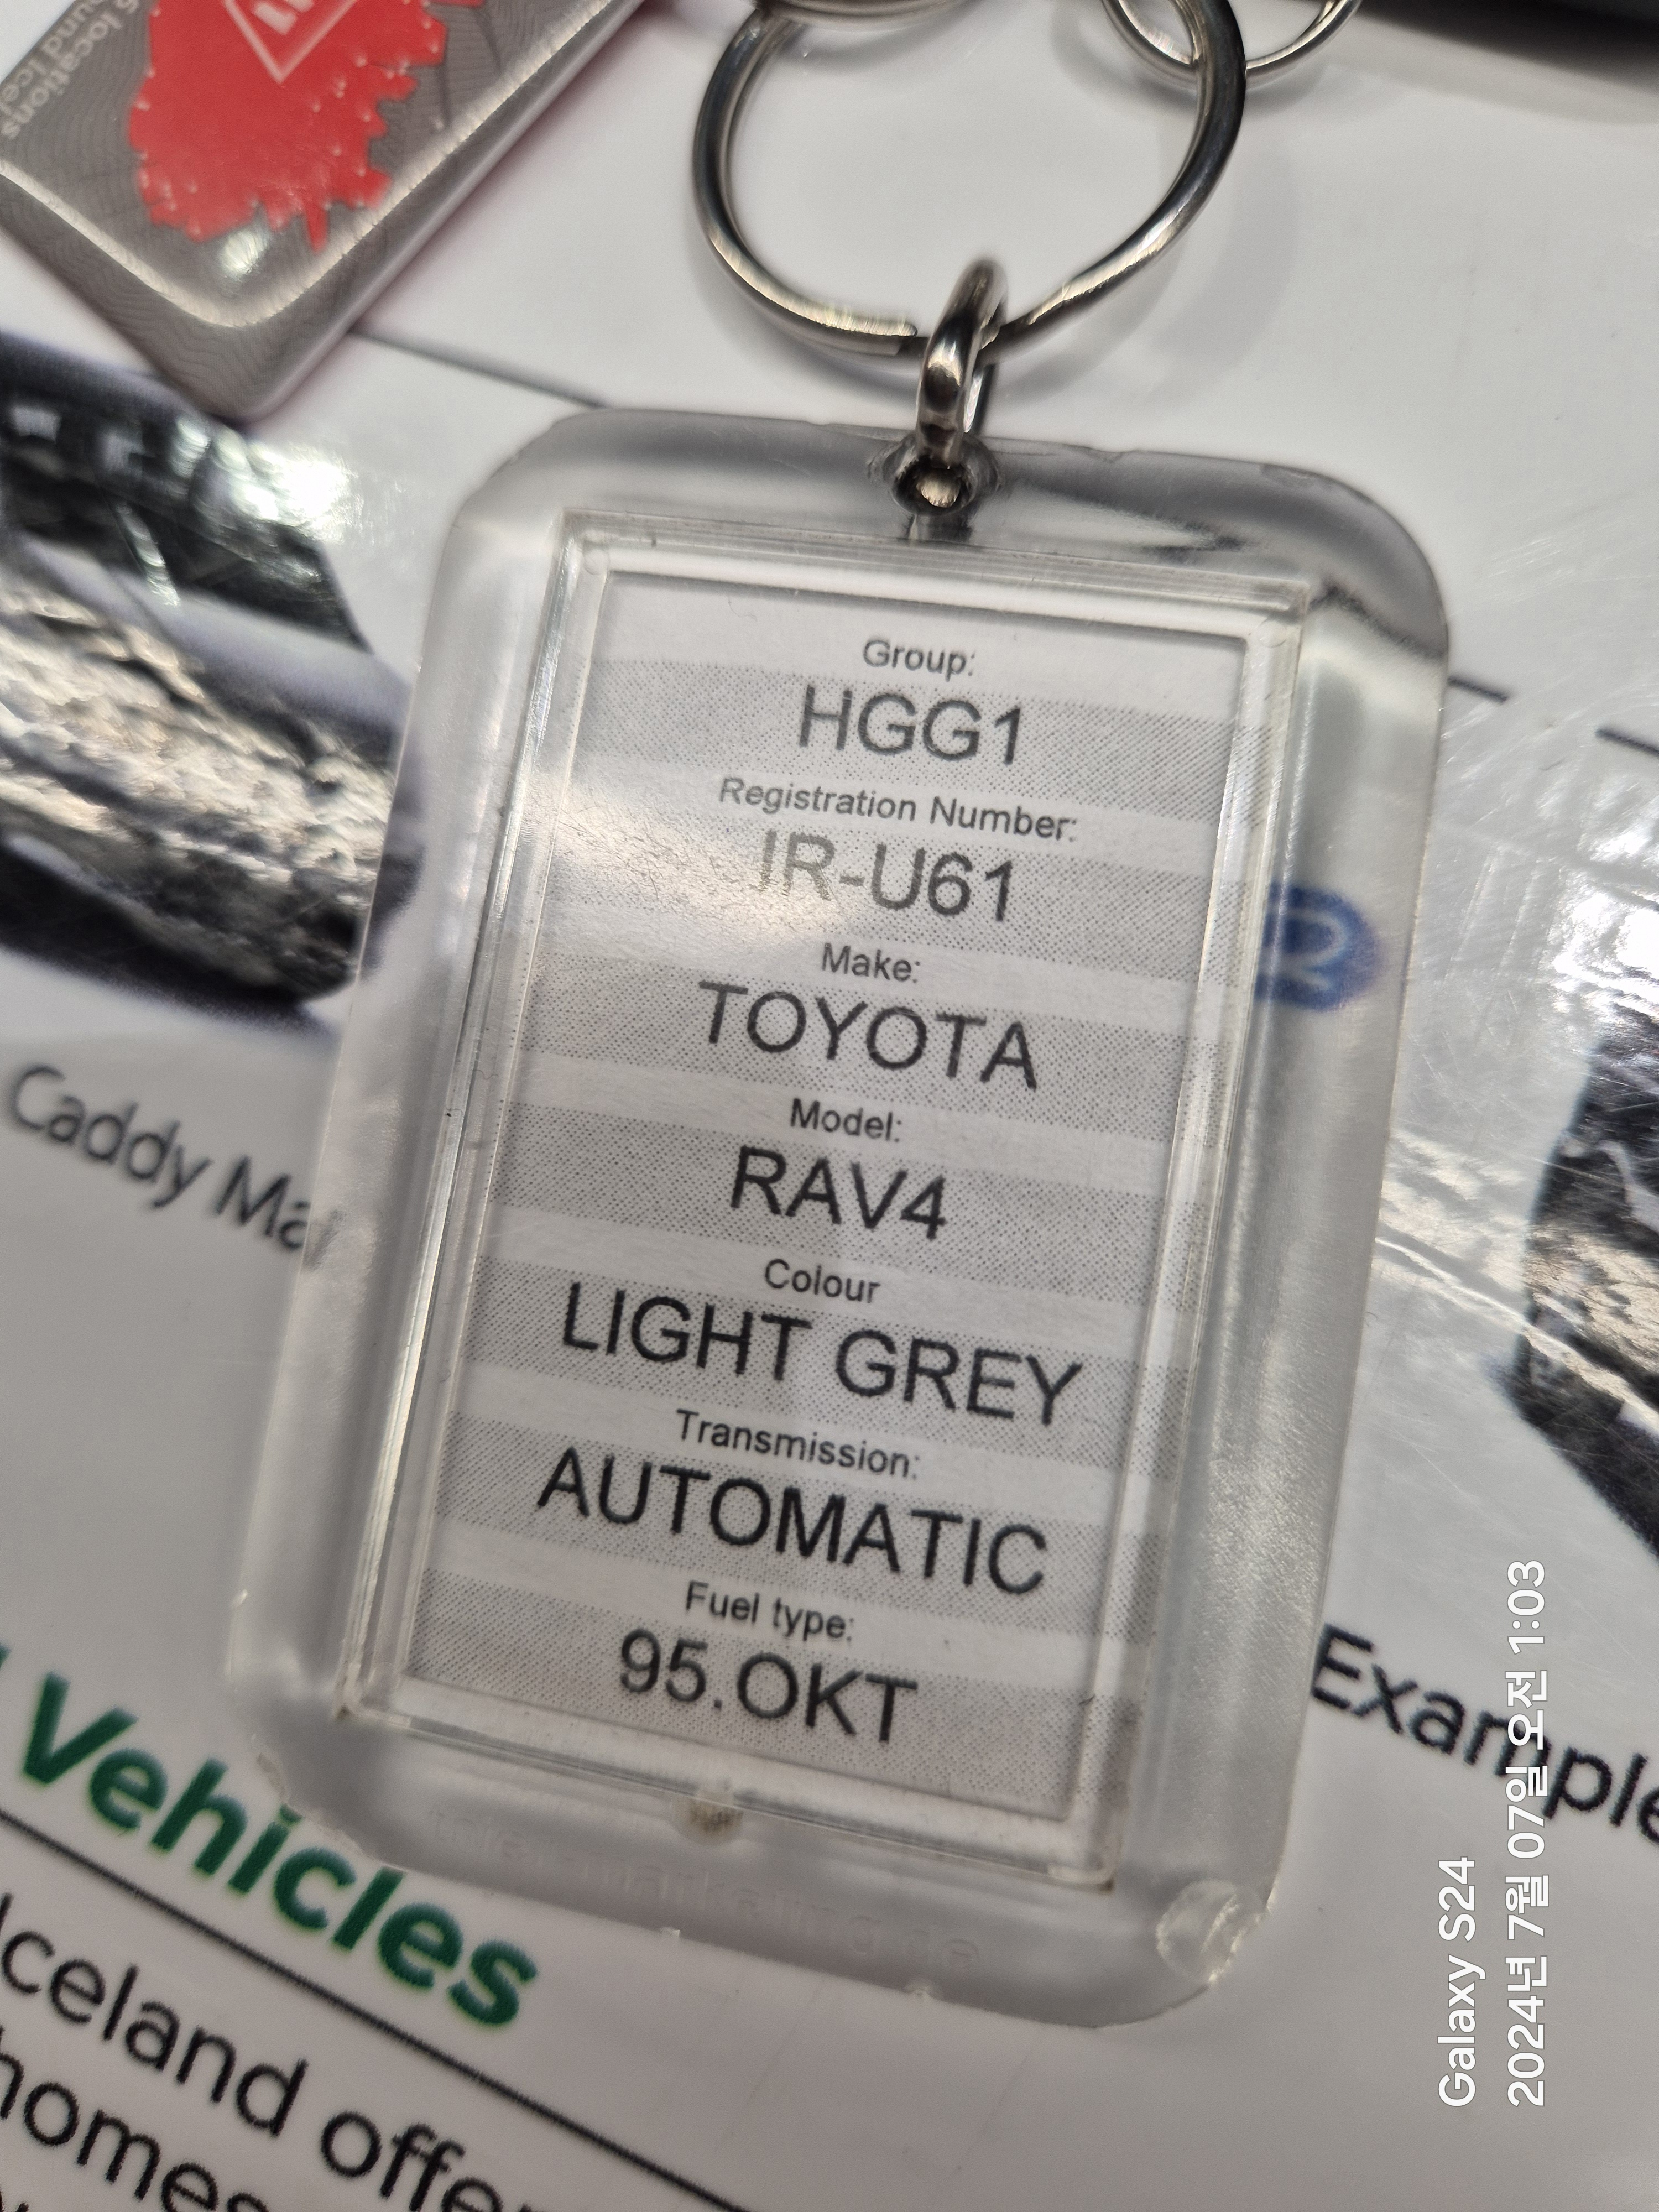 6 locations
Group:
HGG1
Registration Number:
IR-U61
Make:
TOYOTA
Model:
RAV4
Colour
LIGHT GREY
Transmission:
AUTOMATIC
Fuel type:
95.OKT
Caddy
Vehicles
Iceland
Example
Galaxy S24
2024년 7월 07일 오전 1:03